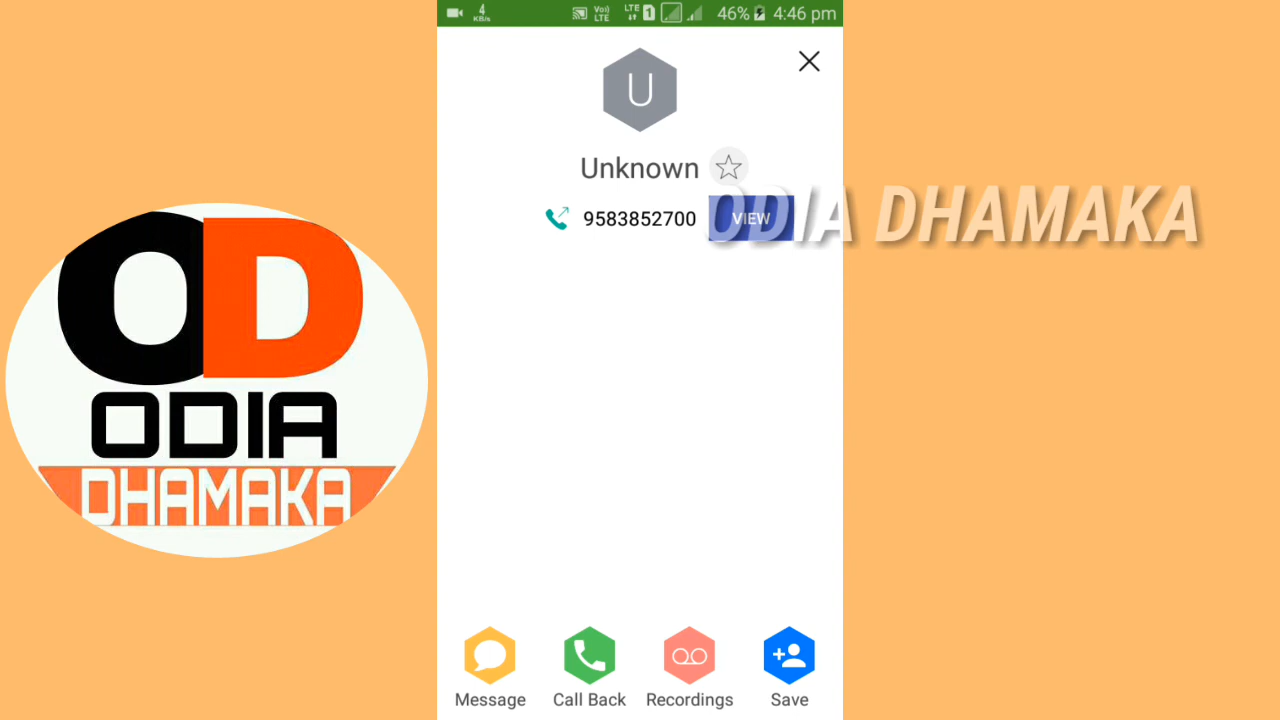 4
KB/s
Vo))
LTE
LTE
1
46%
4:46 pm
U
Unknown
9583852700
VIEW
ODIA DHAMAKA
OD
ODIA
DHAMAKA
Message
Call Back
Recordings
Save